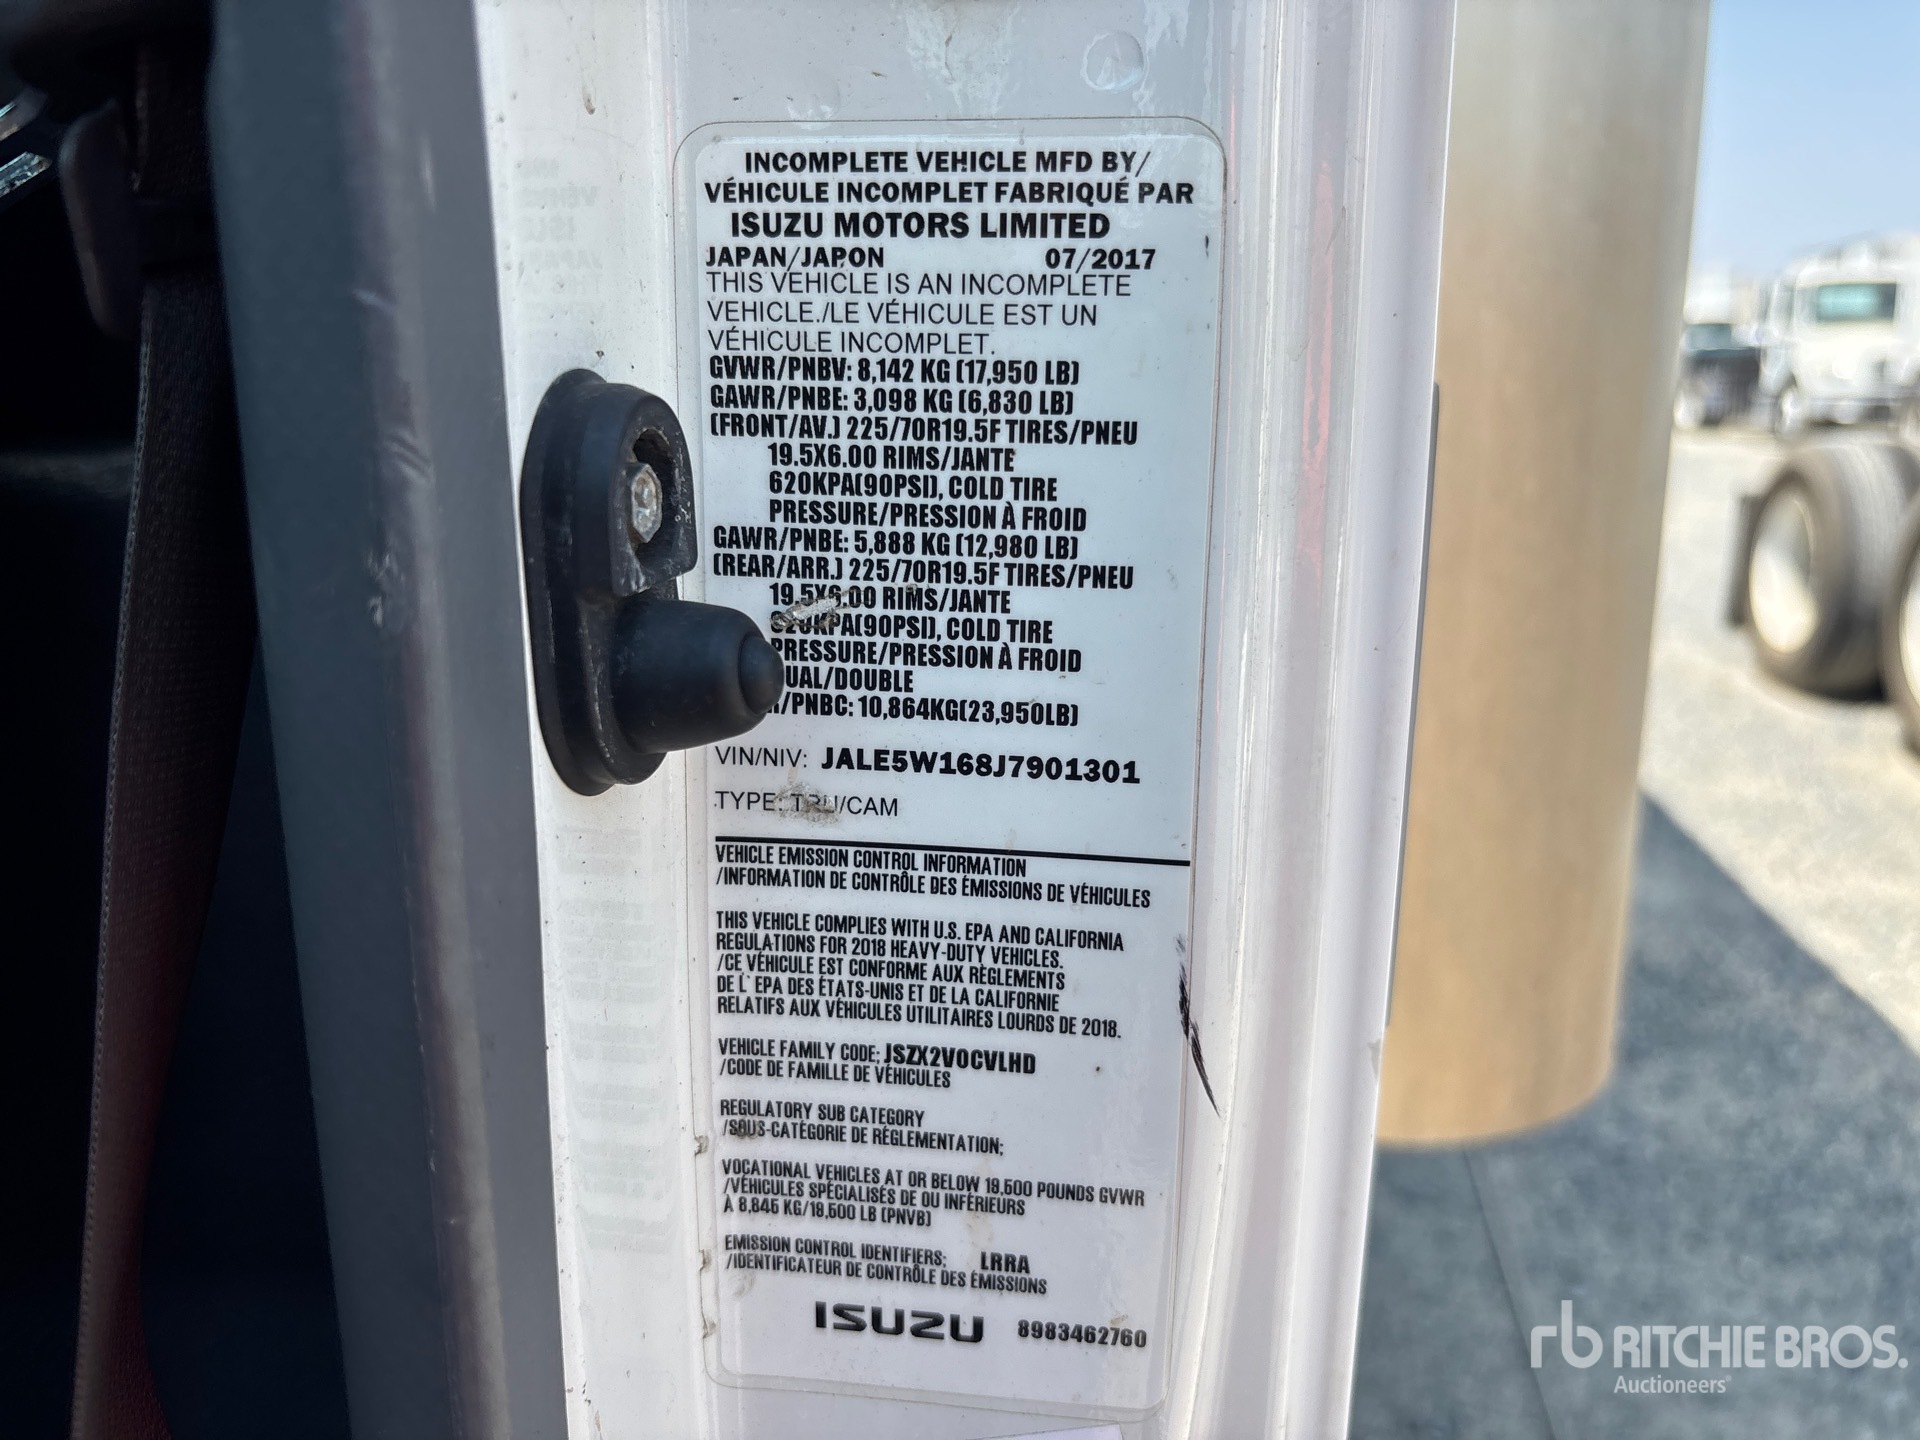 INCOMPLETE VEHICLE MFD BY/
VÉHICULE INCOMPLET FABRIQUÉ PAR
ISUZU MOTORS LIMITED
JAPAN/JAPON 07/2017
THIS VEHICLE IS AN INCOMPLETE
VEHICLE./LE VÉHICULE EST UN
VÉHICULE INCOMPLET.
GVWR/PNBV: 8,142 KG (17,950 LB)
GAWR/PNBE: 3,098 KG (6,830 LB)
(FRONT/AV.) 225/70R19.5F TIRES/PNEU
19.5X6.00 RIMS/JANTE
620KPA(90PSI), COLD TIRE
PRESSURE/PRESSION À FROID
GAWR/PNBE: 5,888 KG (12,980 LB)
(REAR/ARR.) 225/70R19.5F TIRES/PNEU
19.5X6.00 RIMS/JANTE
620KPA(90PSI), COLD TIRE
PRESSURE/PRESSION À FROID
UAL/DOUBLE
R/PNBC: 10,864KG(23,950LB)
VIN/NIV: JALE5W168J7901301
TYPE: TRU/CAM
VEHICLE EMISSION CONTROL INFORMATION
/INFORMATION DE CONTRÔLE DES ÉMISSIONS DE VÉHICULES
THIS VEHICLE COMPLIES WITH U.S. EPA AND CALIFORNIA
REGULATIONS FOR 2018 HEAVY-DUTY VEHICLES.
/CE VÉHICULE EST CONFORME AUX RÈGLEMENTS
DE L'EPA DES ÉTATS-UNIS ET DE LA CALIFORNIE
RELATIFS AUX VÉHICULES UTILITAIRES LOURDS DE 2018.
VEHICLE FAMILY CODE: JSZX2VOCVLHD
/CODE DE FAMILLE DE VÉHICULES
REGULATORY SUB CATEGORY
/SOUS-CATÉGORIE DE RÉGLEMENTATION;
VOCATIONAL VEHICLES AT OR BELOW 19,500 POUNDS GVWR
/VÉHICULES SPÉCIALISÉS DE OU INFÉRIEURS
À 8,845 KG/19,500 LB (PNVB)
EMISSION CONTROL IDENTIFIERS: LRRA
/IDENTIFICATEUR DE CONTRÔLE DES ÉMISSIONS
ISUZU 8983462760
rb RITCHIE BROS.
Auctioneers